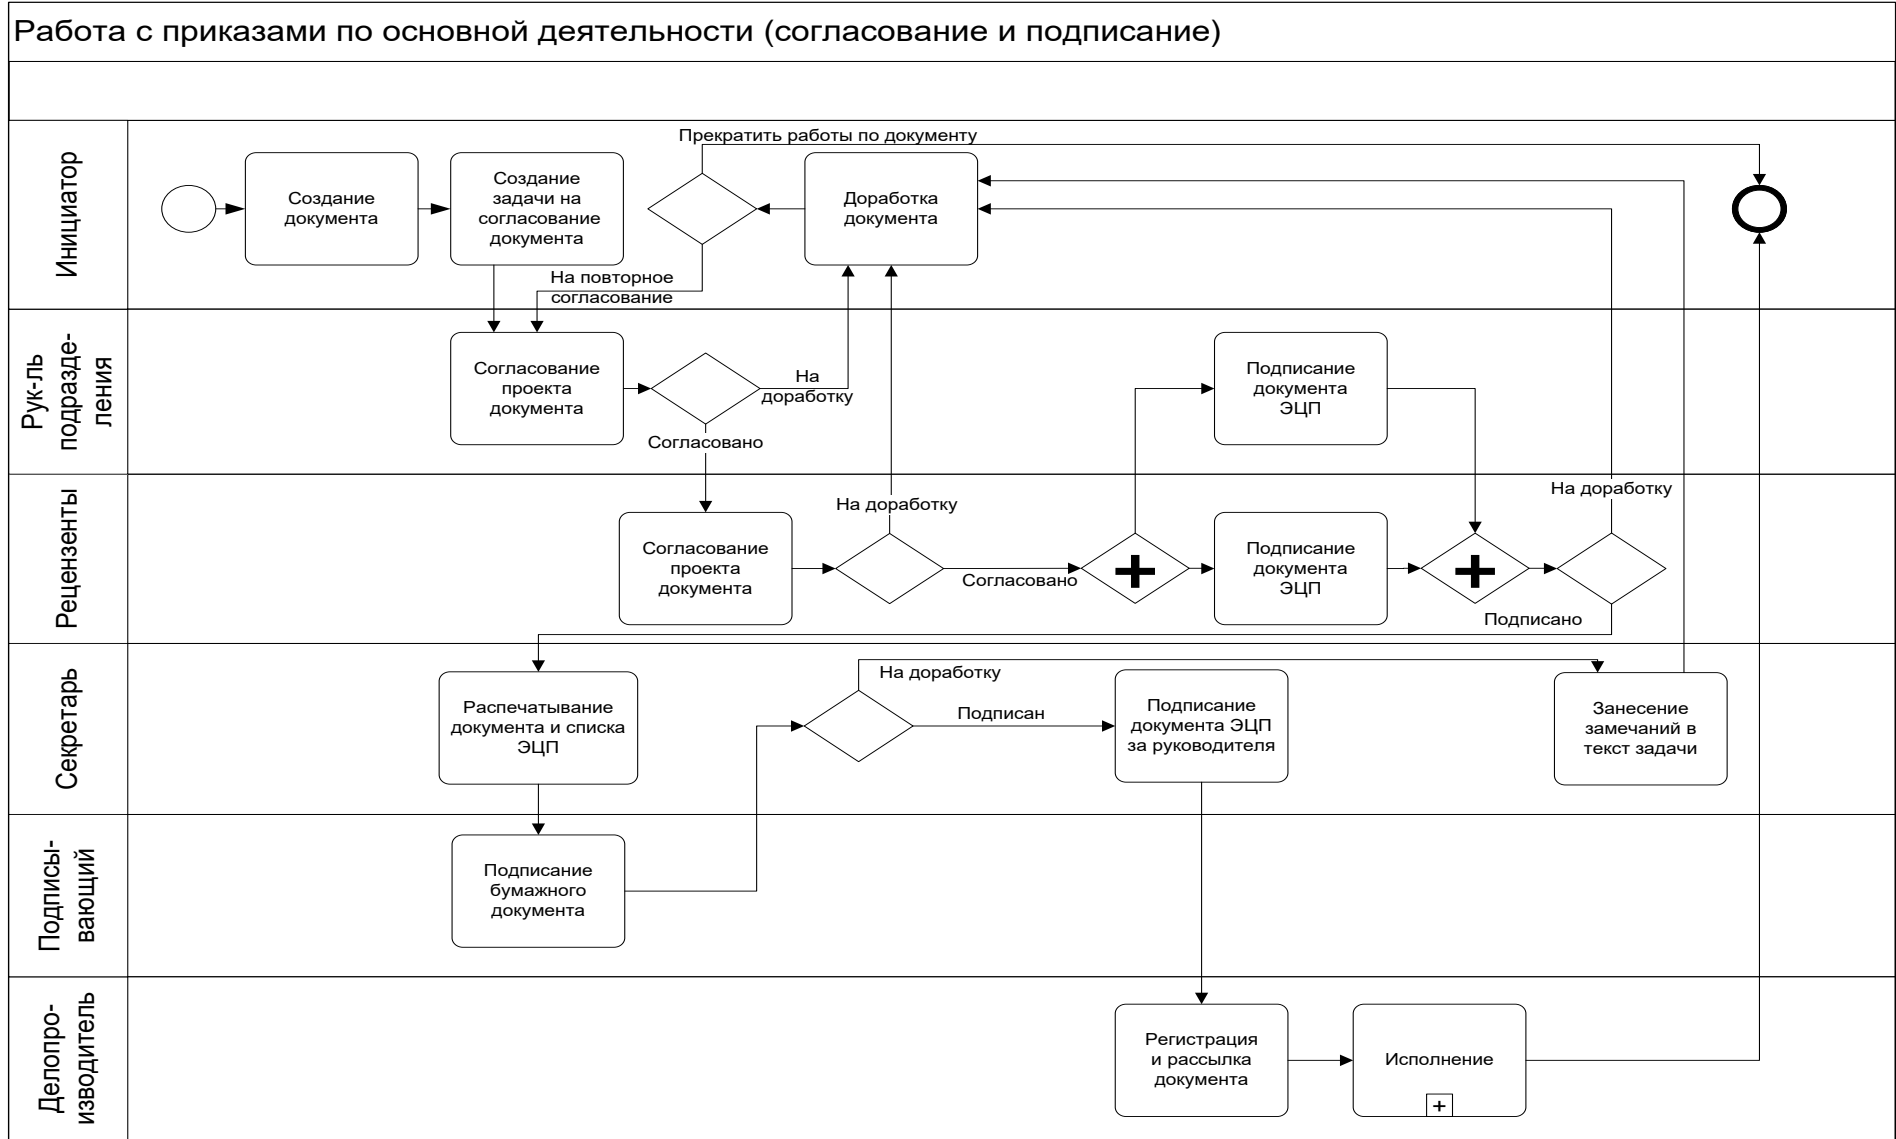 Работа с приказами по основной деятельности (согласование и подписание)
Инициатор
Прекратить работы по документу
Создание
документа
Создание
задачи на
согласование
документа
Доработка
документа
На повторное
согласование
Рук-ль
подразде-
ления
Согласование
проекта
документа
На
доработку
Согласовано
Подписание
документа
ЭЦП
Рецензенты
На доработку
На доработку
Согласование
проекта
документа
Согласовано
Подписание
документа
ЭЦП
Подписано
Секретарь
Распечатывание
документа и списка
ЭЦП
На доработку
Подписан
Подписание
документа ЭЦП
за руководителя
Занесение
замечаний в
текст задачи
Подписы-
вающий
Подписание
бумажного
документа
Делопро-
изводитель
Регистрация
и рассылка
документа
Исполнение
+